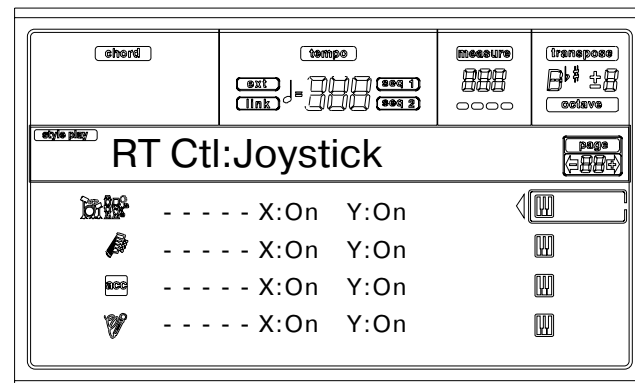 chord
tempo
measure
transpose
ext
link
seq 1
seq 2
octave
style play
RT Ctl:Joystick
page
- - - - - X:On Y:On
- - - - - X:On Y:On
acc
- - - - - X:On Y:On
- - - - - X:On Y:On